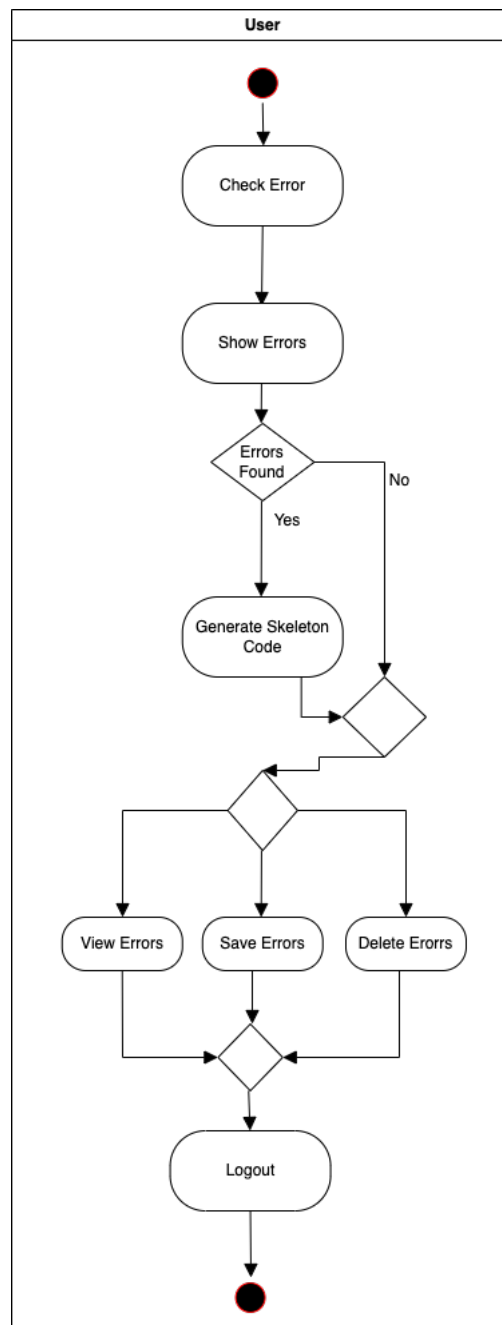 User
Check Error
Show Errors
Errors
Found
No
Yes
Generate Skeleton
Code
View Errors
Save Errors
Delete Erorrs
Logout